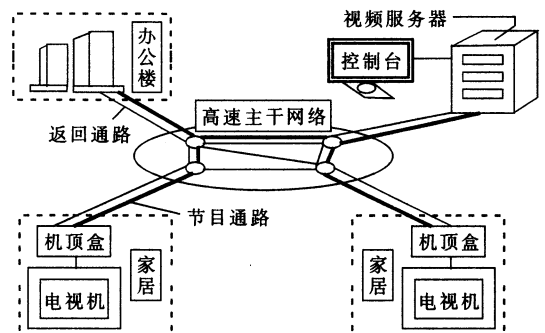 视频服务器
办公楼
控制台
高速主干网络
返回通路
节目通路
机顶盒
家居
电视机
机顶盒
家居
电视机